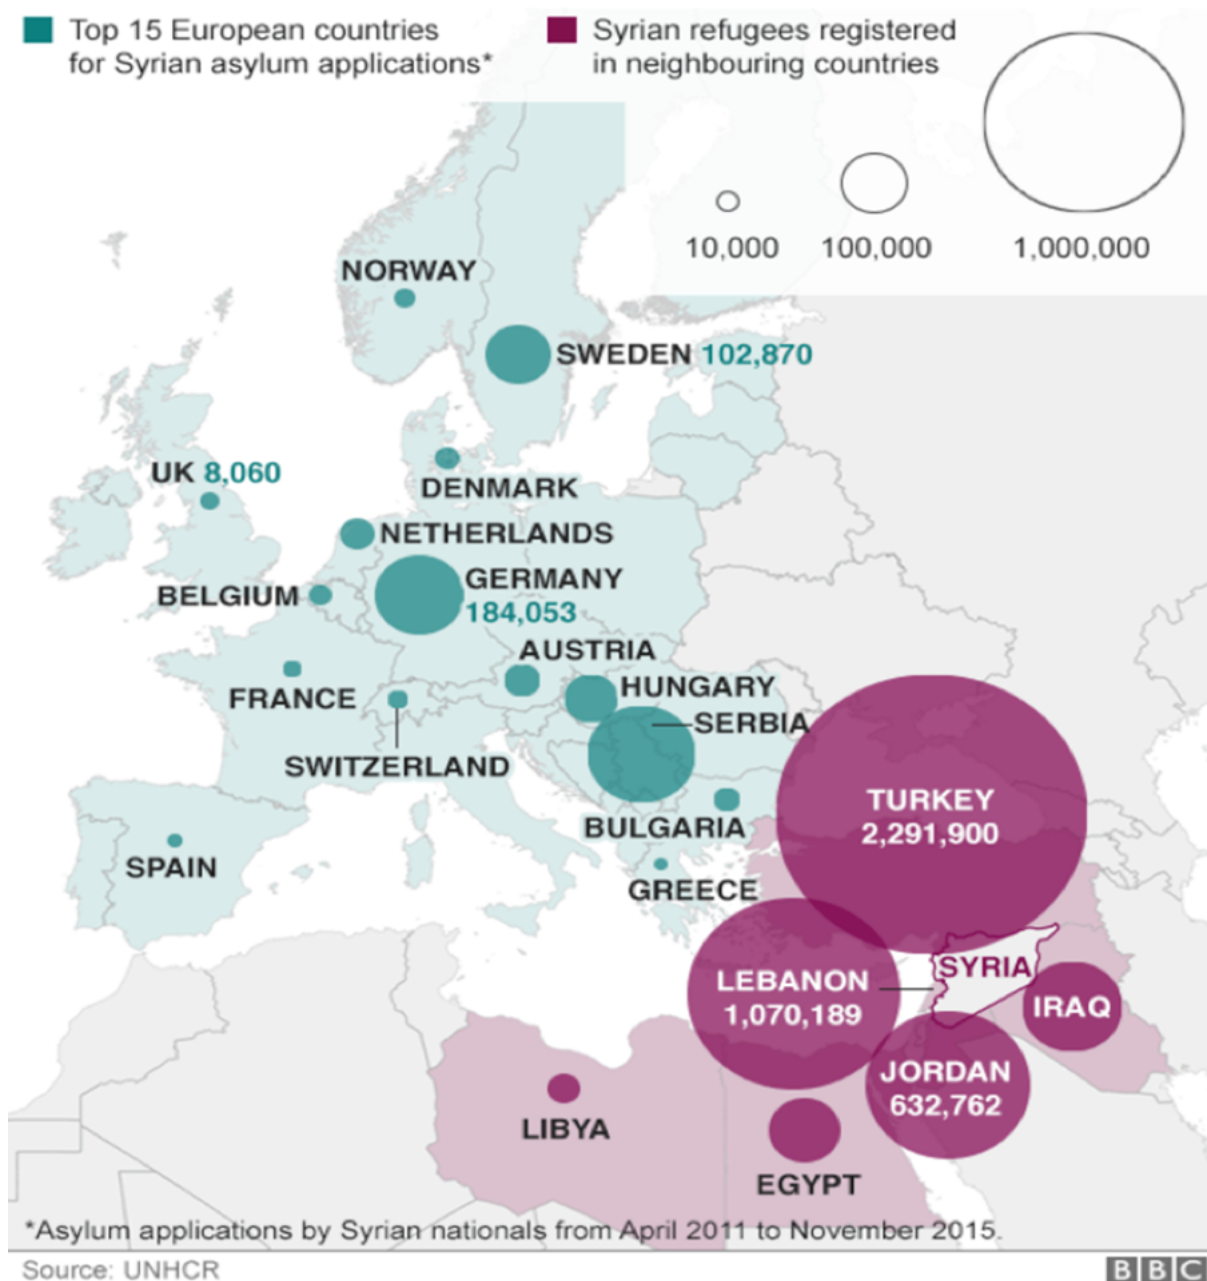 Top 15 European countries
for Syrian asylum applications*
Syrian refugees registered
in neighbouring countries
10,000
100,000
1,000,000
NORWAY
SWEDEN 102,870
UK 8,060
DENMARK
NETHERLANDS
BELGIUM
GERMANY
184,053
AUSTRIA
FRANCE
HUNGARY
SERBIA
SWITZERLAND
TURKEY
2,291,900
BULGARIA
SPAIN
GREECE
LEBANON
1,070,189
SYRIA
IRAQ
JORDAN
632,762
LIBYA
EGYPT
*Asylum applications by Syrian nationals from April 2011 to November 2015.
Source: UNHCR
BBC